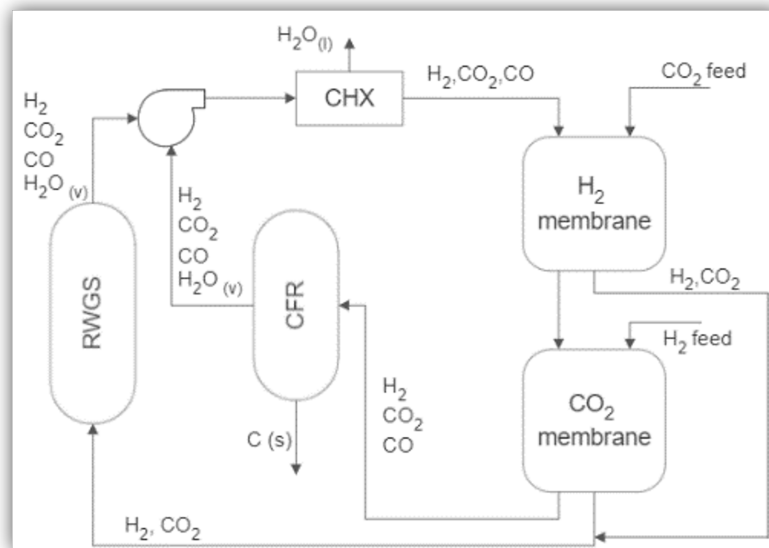 H₂O(l)
H₂,CO₂,CO
CO₂ feed
CHX
H₂
CO₂
CO
H₂O (v)
H₂
membrane
H₂
CO₂
CO
H₂O (v)
H₂,CO₂
RWGS
CFR
H₂ feed
CO₂
membrane
H₂
CO₂
CO
C (s)
H₂, CO₂